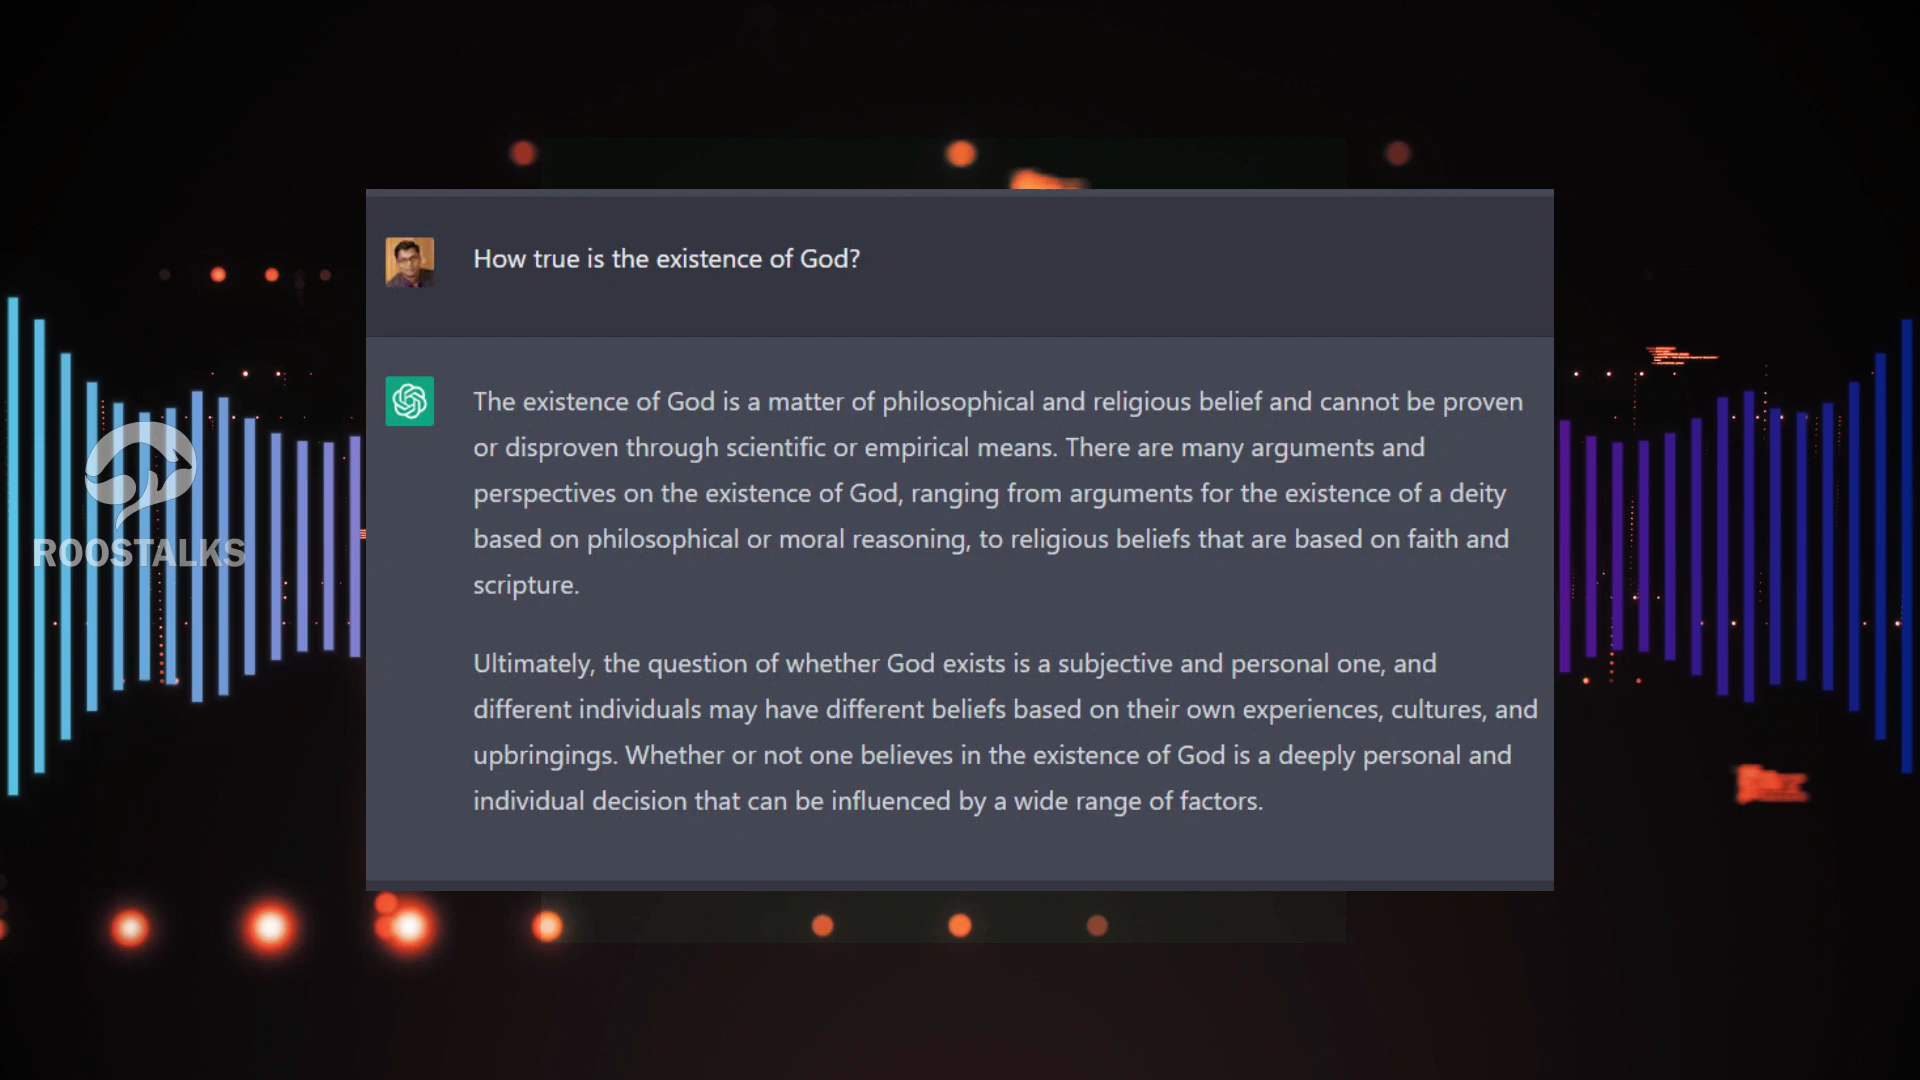 How true is the existence of God?
The existence of God is a matter of philosophical and religious belief and cannot be proven
or disproven through scientific or empirical means. There are many arguments and
perspectives on the existence of God, ranging from arguments for the existence of a deity
based on philosophical or moral reasoning, to religious beliefs that are based on faith and
scripture.
Ultimately, the question of whether God exists is a subjective and personal one, and
different individuals may have different beliefs based on their own experiences, cultures, and
upbringings. Whether or not one believes in the existence of God is a deeply personal and
individual decision that can be influenced by a wide range of factors.
ROOSTALKS